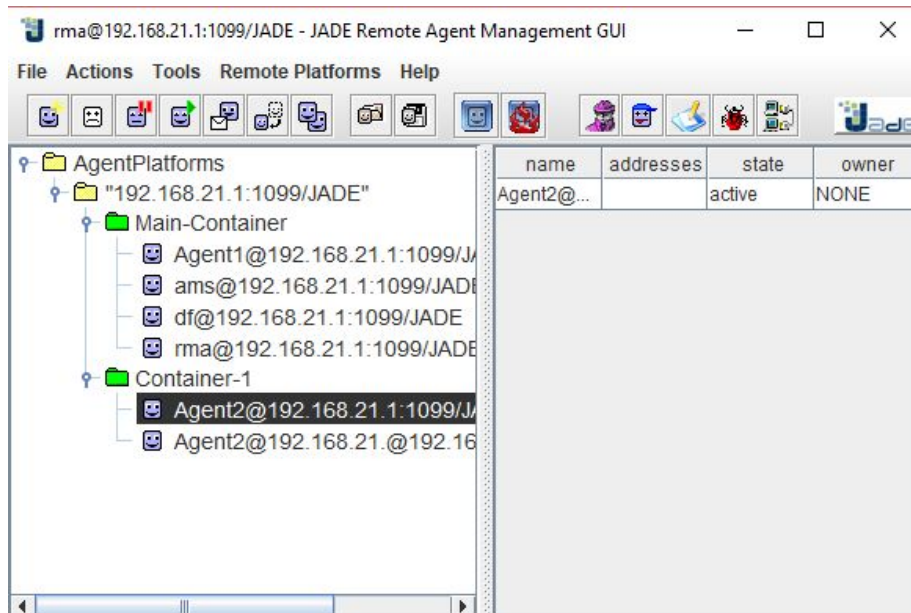 rma@192.168.21.1:1099/JADE - JADE Remote Agent Management GUI
File Actions Tools Remote Platforms Help
Jade
AgentPlatforms
"192.168.21.1:1099/JADE"
Main-Container
Agent1@192.168.21.1:1099/JA
ams@192.168.21.1:1099/JADE
df@192.168.21.1:1099/JADE
rma@192.168.21.1:1099/JADE
Container-1
Agent2@192.168.21.1:1099/JA
Agent2@192.168.21.@192.16
name addresses state owner
Agent2@... active NONE